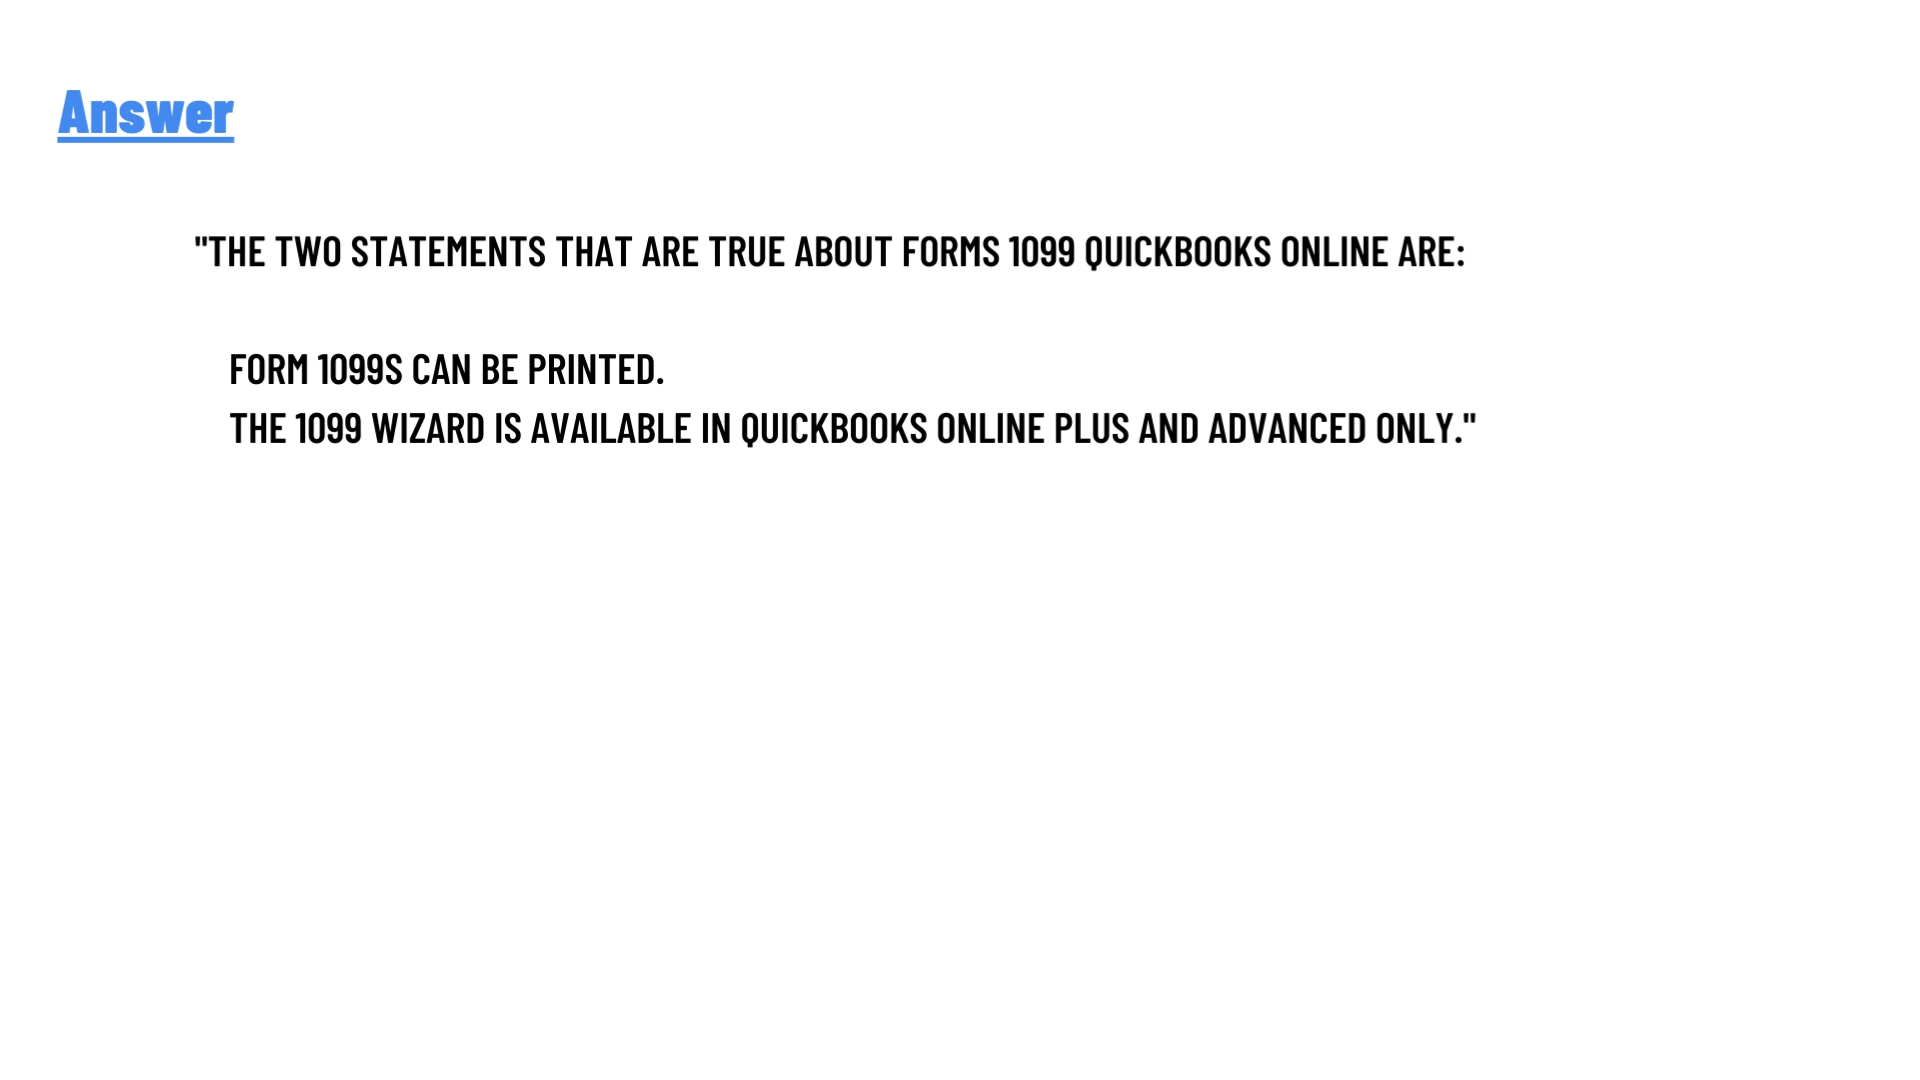 Answer
"THE TWO STATEMENTS THAT ARE TRUE ABOUT FORMS 1099 QUICKBOOKS ONLINE ARE:
FORM 1099S CAN BE PRINTED.
THE 1099 WIZARD IS AVAILABLE IN QUICKBOOKS ONLINE PLUS AND ADVANCED ONLY."